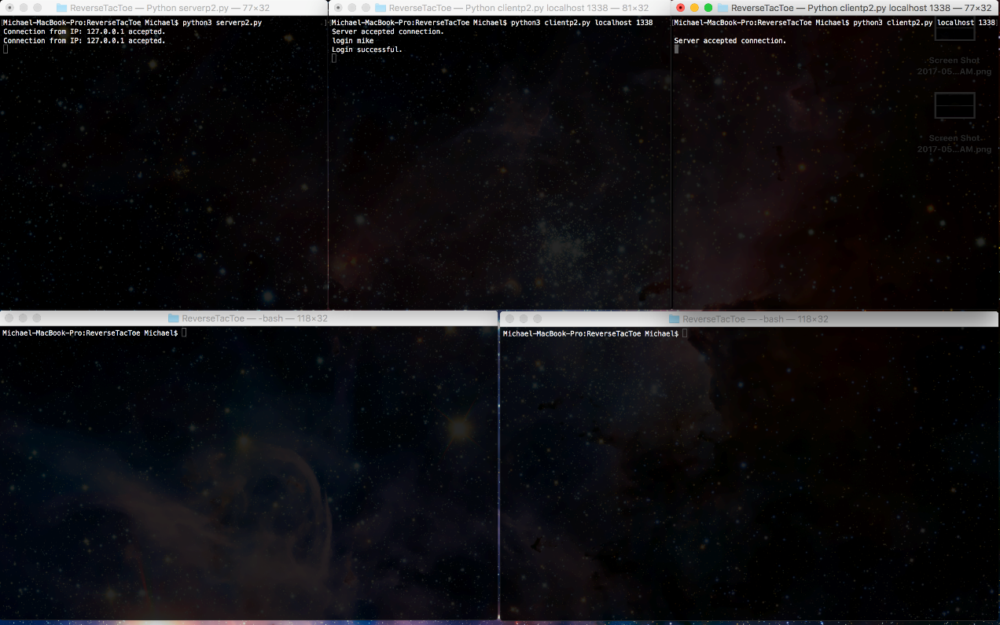 ReverseTacToe — Python serverp2.py — 77×32
Michael-MacBook-Pro:ReverseTacToe Michael$ python3 serverp2.py
Connection from IP: 127.0.0.1 accepted.
Connection from IP: 127.0.0.1 accepted.
ReverseTacToe — Python clientp2.py localhost 1338 — 81×32
Michael-MacBook-Pro:ReverseTacToe Michael$ python3 clientp2.py localhost 1338
Server accepted connection.
login mike
Login successful.
ReverseTacToe — Python clientp2.py localhost 1338 — 77×32
Michael-MacBook-Pro:ReverseTacToe Michael$ python3 clientp2.py localhost 1338
Server accepted connection.
Screen Shot
2017-05...AM.png
Screen Shot
2017-05...AM.png
ReverseTacToe — -bash — 118×32
Michael-MacBook-Pro:ReverseTacToe Michael$
ReverseTacToe — -bash — 118×32
Michael-MacBook-Pro:ReverseTacToe Michael$